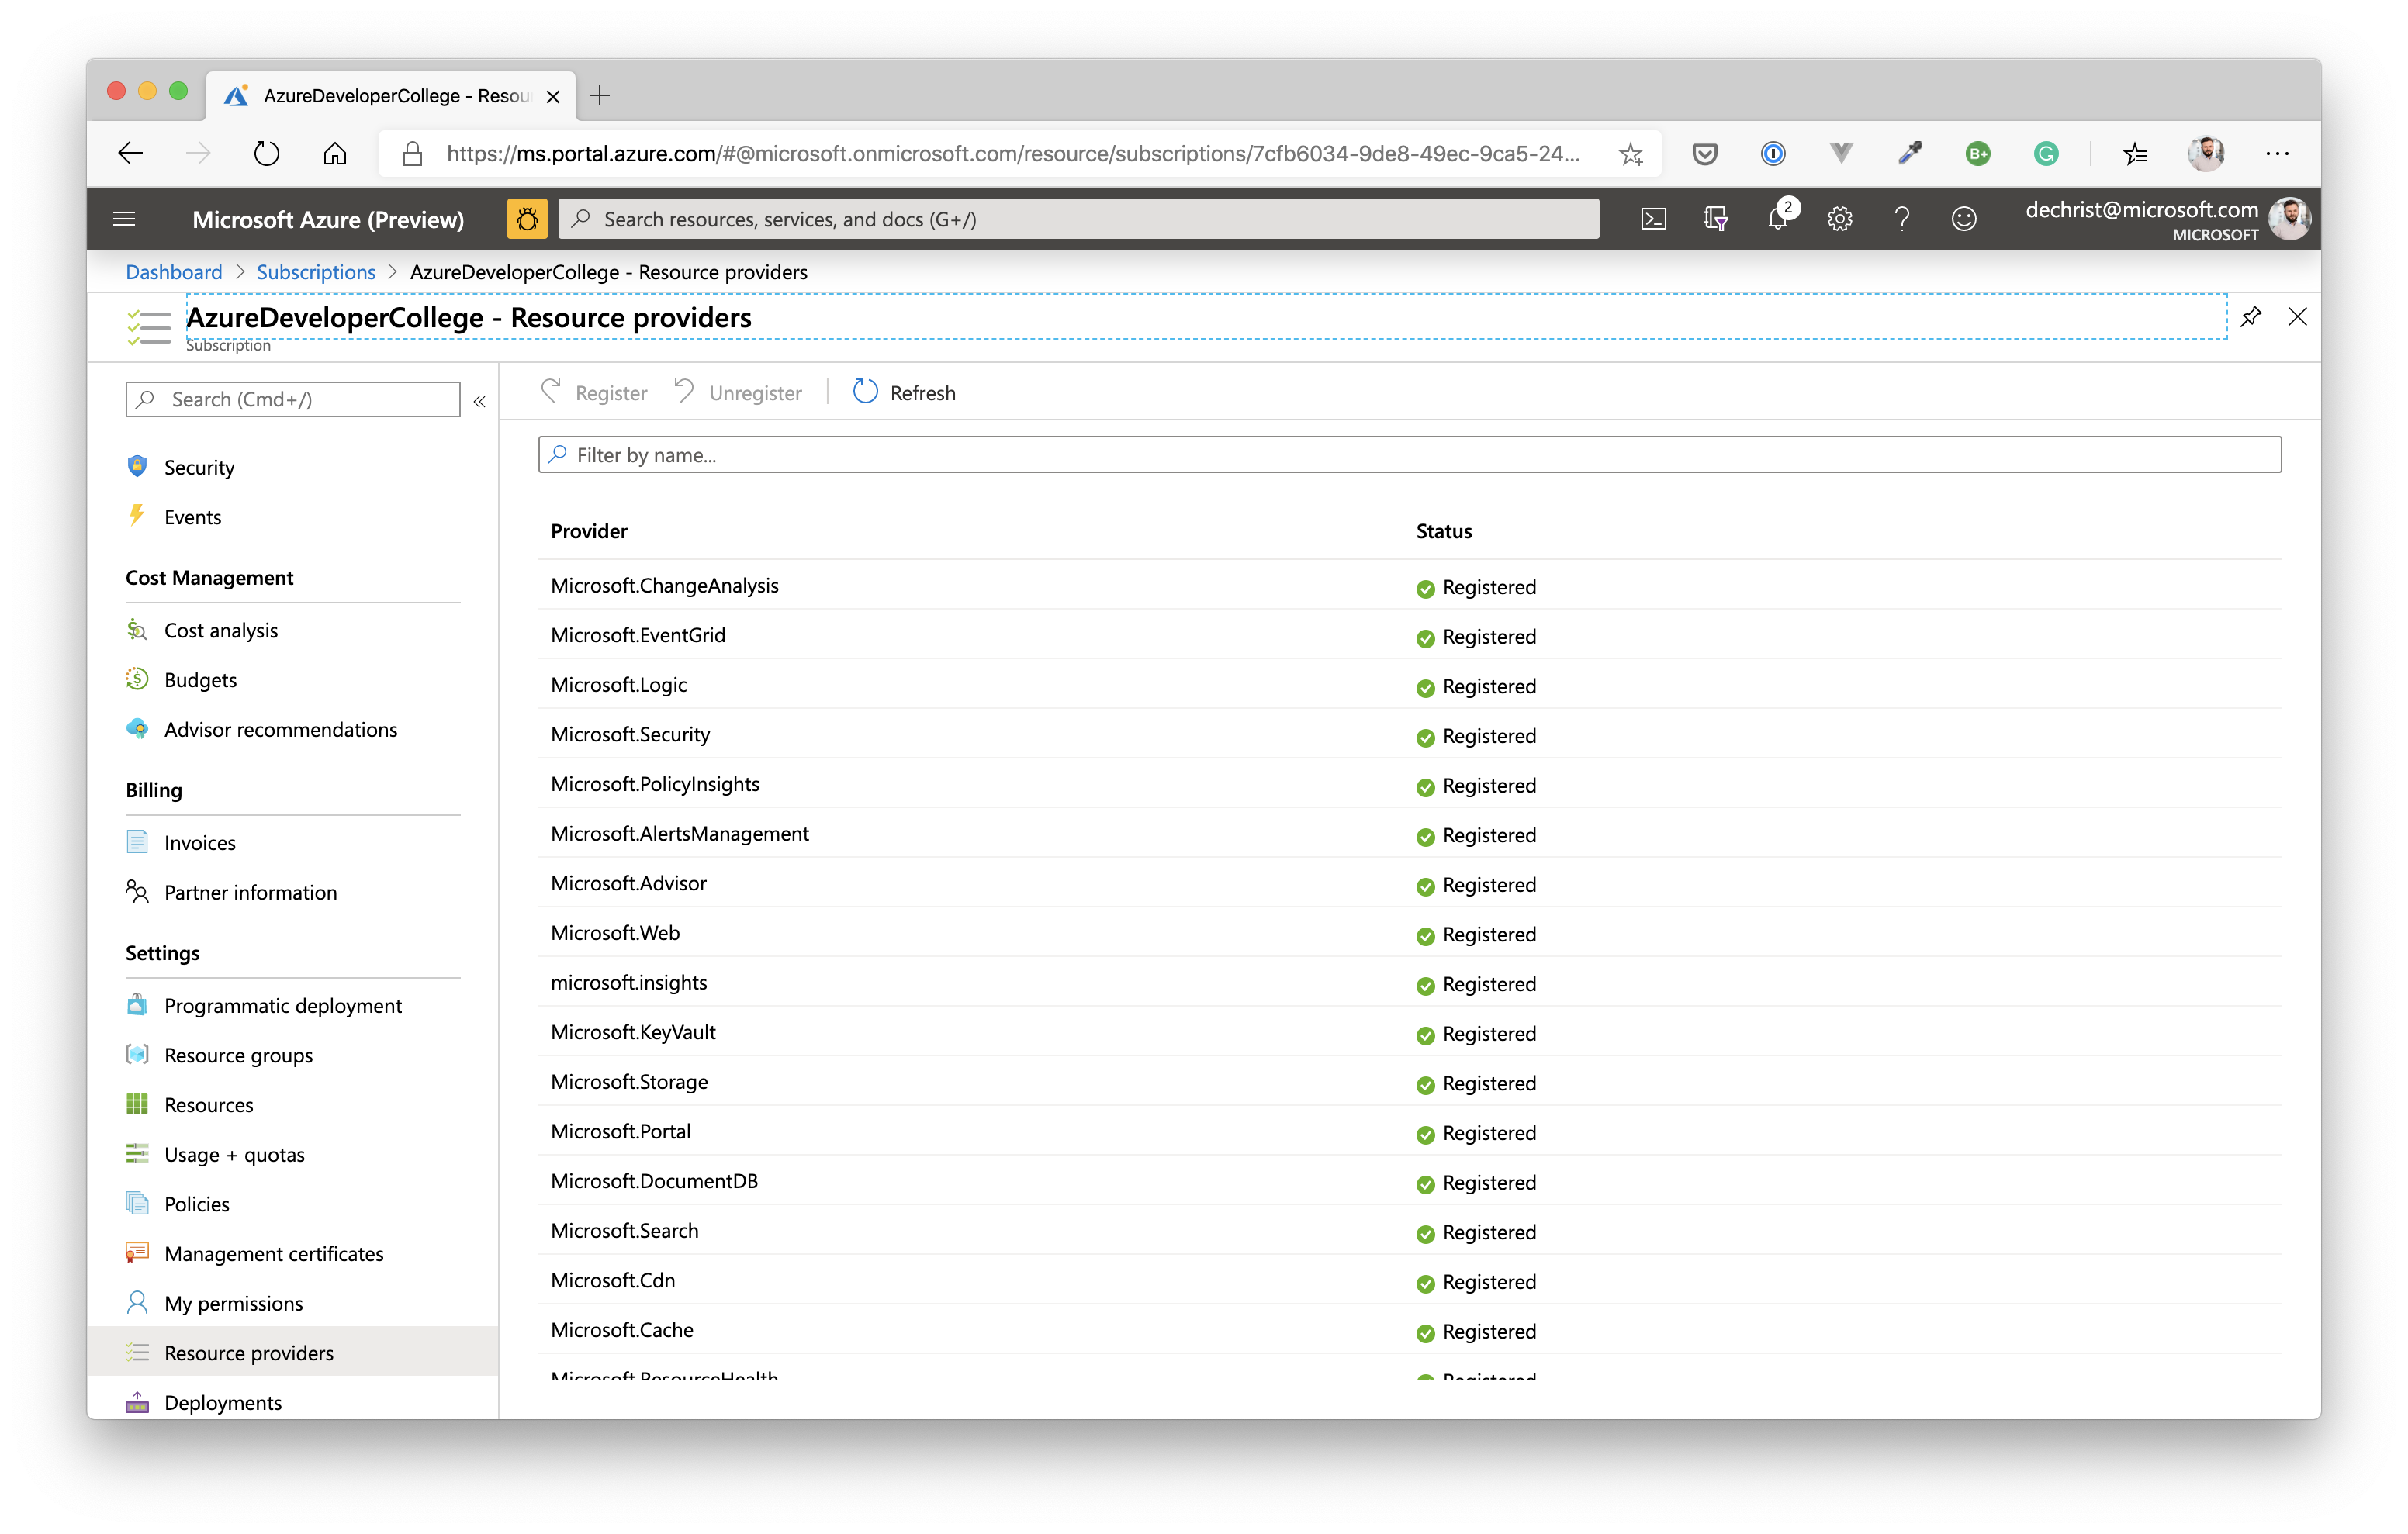 AzureDeveloperCollege - Resou
https://ms.portal.azure.com/#@microsoft.onmicrosoft.com/resource/subscriptions/7cfb6034-9de8-49ec-9ca5-24...
B+
Microsoft Azure (Preview)
Search resources, services, and docs (G+/)
2
dechrist@microsoft.com
MICROSOFT
Dashboard > Subscriptions > AzureDeveloperCollege - Resource providers
AzureDeveloperCollege - Resource providers
Subscription
Search (Cmd+/)
«
Security
Events
Cost Management
Cost analysis
Budgets
Advisor recommendations
Billing
Invoices
Partner information
Settings
Programmatic deployment
Resource groups
Resources
Usage + quotas
Policies
Management certificates
My permissions
Resource providers
Deployments
Register Unregister Refresh
Filter by name...
Provider Status
Microsoft.ChangeAnalysis Registered
Microsoft.EventGrid Registered
Microsoft.Logic Registered
Microsoft.Security Registered
Microsoft.PolicyInsights Registered
Microsoft.AlertsManagement Registered
Microsoft.Advisor Registered
Microsoft.Web Registered
microsoft.insights Registered
Microsoft.KeyVault Registered
Microsoft.Storage Registered
Microsoft.Portal Registered
Microsoft.DocumentDB Registered
Microsoft.Search Registered
Microsoft.Cdn Registered
Microsoft.Cache Registered
Microsoft.ResourceHealth Registered